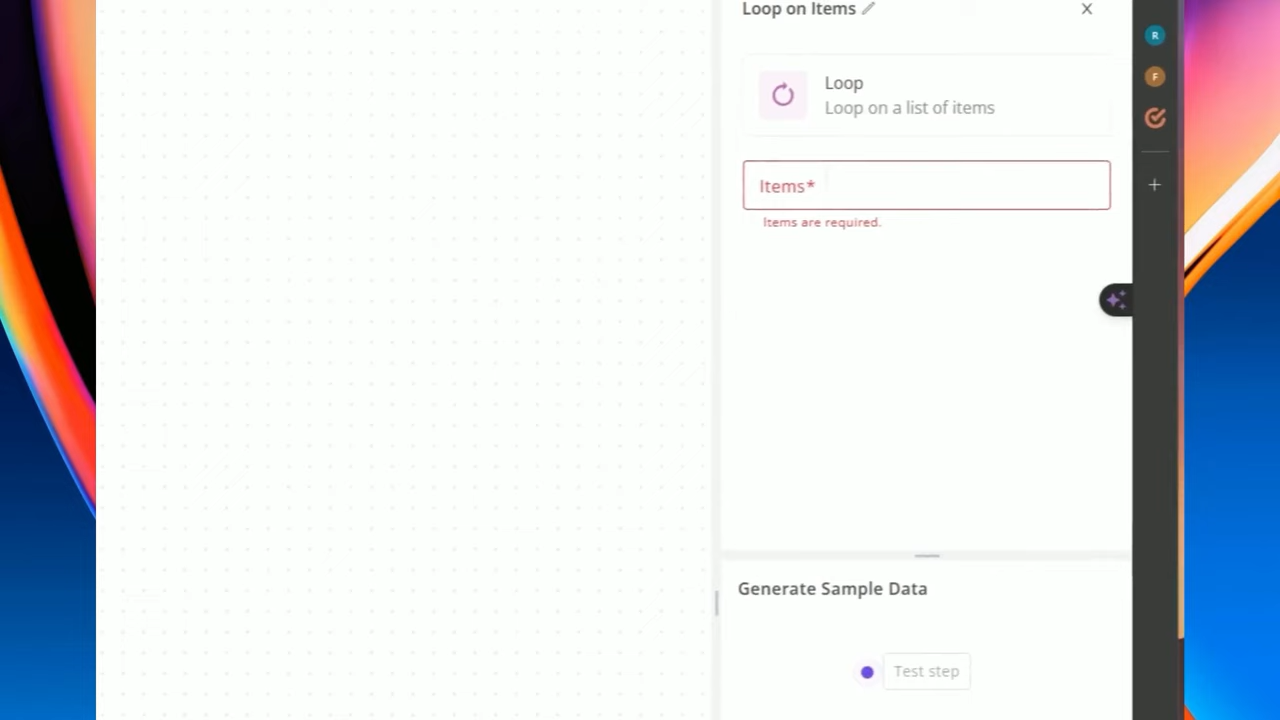 Loop on Items
R
Loop
F
Loop on a list of items
Items*
Items are required.
Generate Sample Data
Test step